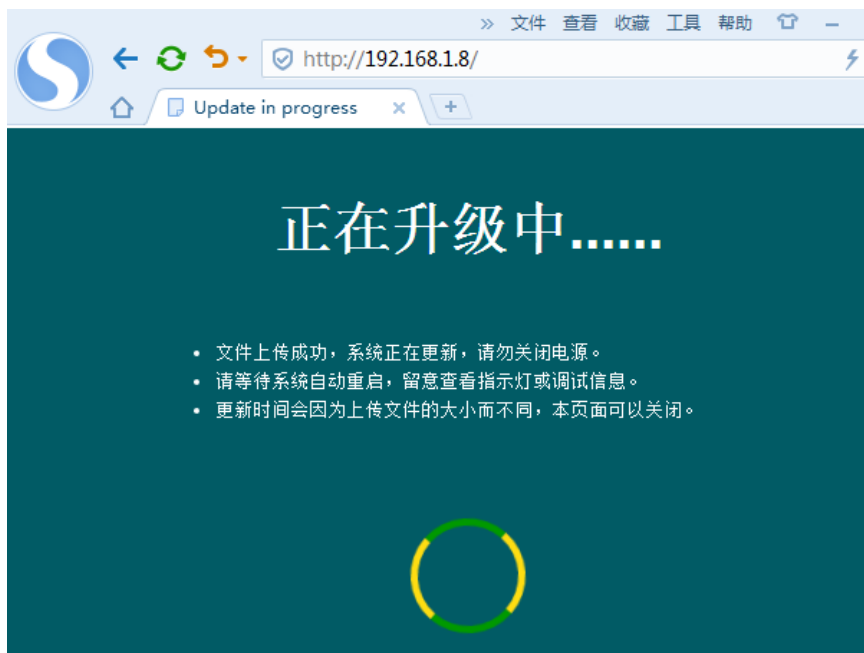 » 文件 查看 收藏 工具 帮助
http://192.168.1.8/
Update in progress
正在升级中......
• 文件上传成功，系统正在更新，请勿关闭电源。
• 请等待系统自动重启，留意查看指示灯或调试信息。
• 更新时间会因为上传文件的大小而不同，本页面可以关闭。